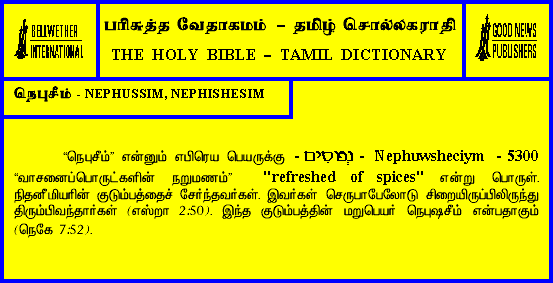 BELLWETHER
INTERNATIONAL
பரிசுத்த வேதாகமம் – தமிழ் சொல்லகராதி
THE HOLY BIBLE – TAMIL DICTIONARY
GOOD NEWS
PUBLISHERS
நெபுசீம் - NEPHUSSIM, NEPHISHESIM
“நெபுசீம்” என்னும் எபிரெய பெயருக்கு - נְפִסִים - Nephuwsheciym - 5300
“வாசனைப்பொருட்களின் நறுமணம்” "refreshed of spices" என்று பொருள்.
நிதனீமியரின் குடும்பத்தைச் சேர்ந்தவர்கள். இவர்கள் செருபாபேலோடு சிறையிருப்பிலிருந்து
திரும்பிவந்தார்கள் (எஸ்றா 2:50). இந்த குடும்பத்தின் மறுபெயர் நெபுஷசீம் என்பதாகும்
(நெகே 7:52).